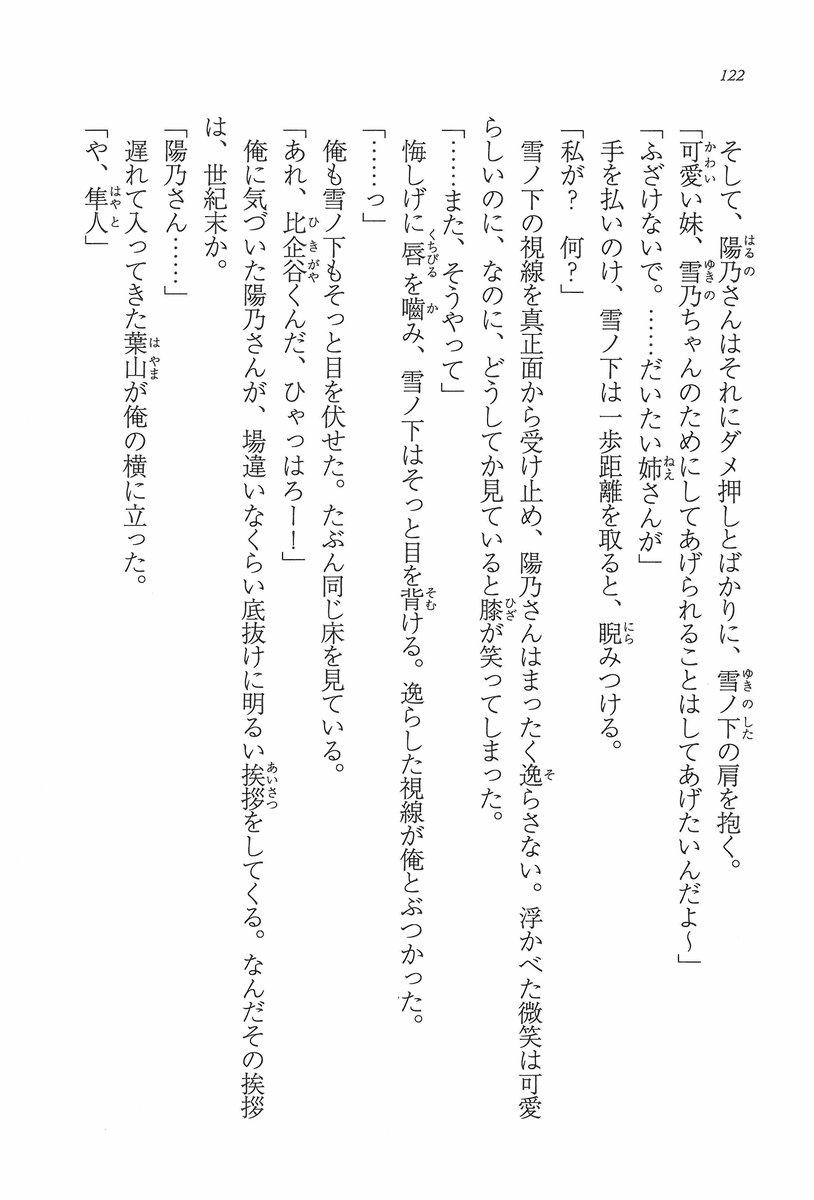 122
そして、陽乃さんはそれにダメ押しとばかりに、雪ノ下の肩を抱く。
「可愛い妹、雪乃ちゃんのためにしてあげられることはしてあげたいんだよ～」
「ふざけないで。……だいたい姉さんが」
手を払いのけ、雪ノ下は一歩距離を取ると、睨みつける。
「私が？　何？」
雪ノ下の視線を真正面から受け止め、陽乃さんはまったく逸らさない。浮かべた微笑は可愛
らしいのに、なのに、どうしてか見ていると膝が笑ってしまった。
「……また、そうやって」
悔しげに唇を嚙み、雪ノ下はそっと目を背ける。逸らした視線が俺とぶつかった。
「……っ」
俺も雪ノ下もそっと目を伏せた。たぶん同じ床を見ている。
「あれ、比企谷くんだ、ひゃっはろー！」
俺に気づいた陽乃さんが、場違いなくらい底抜けに明るい挨拶をしてくる。なんだその挨拶
は、世紀末か。
「陽乃さん……」
遅れて入ってきた葉山が俺の横に立った。
「や、隼人」